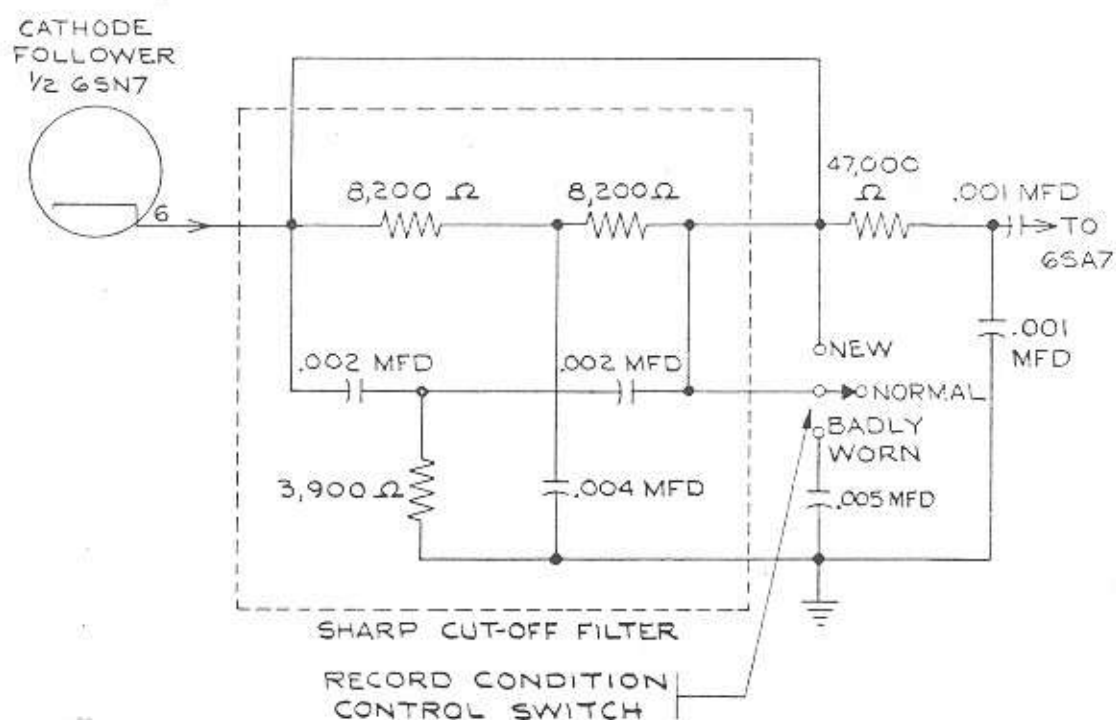 CATHODE
FOLLOWER
1/2 6SN7
6
8,200 Ω
8,200 Ω
47,000
Ω
.001 MFD
TO
6SA7
.001
MFD
.002 MFD
.002 MFD
NEW
NORMAL
BADLY
WORN
3,900 Ω
.004 MFD
.005 MFD
SHARP CUT-OFF FILTER
RECORD CONDITION
CONTROL SWITCH